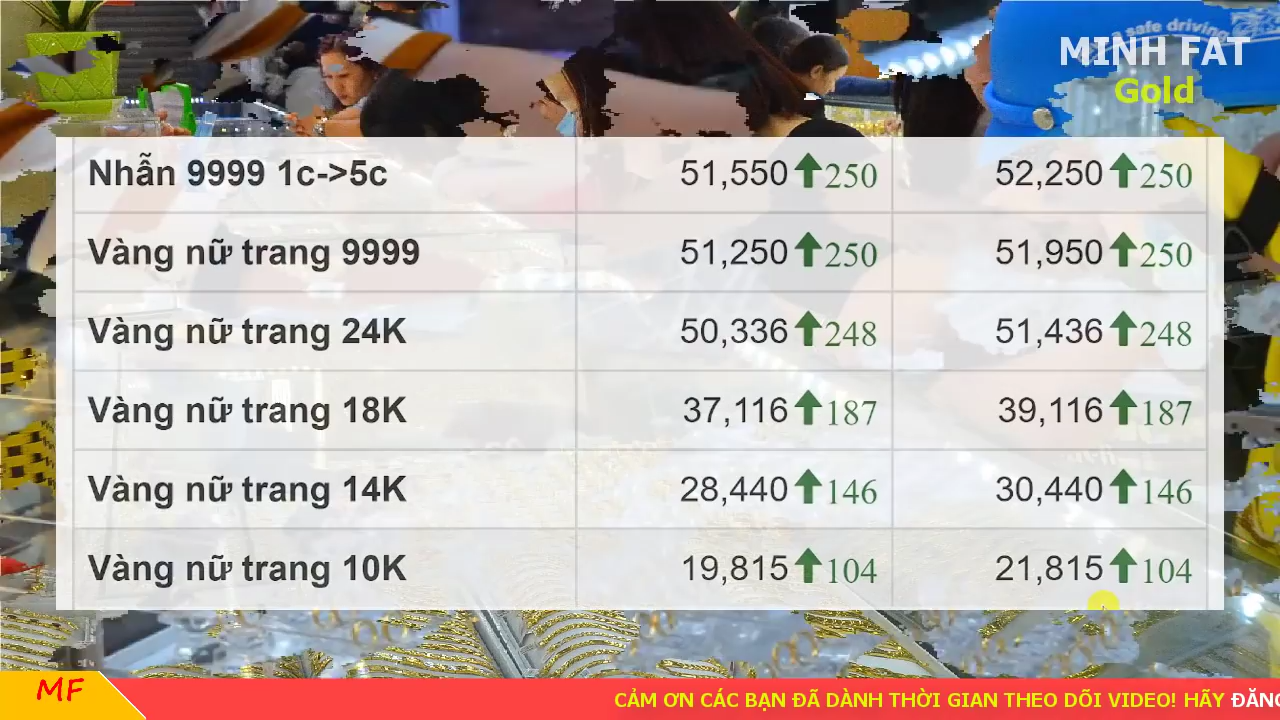 a safe driving
MINH FAT
Gold
Nhẫn 9999 1c->5c 51,550 250 52,250 250
Vàng nữ trang 9999 51,250 250 51,950 250
Vàng nữ trang 24K 50,336 248 51,436 248
Vàng nữ trang 18K 37,116 187 39,116 187
Vàng nữ trang 14K 28,440 146 30,440 146
Vàng nữ trang 10K 19,815 104 21,815 104
MF
CẢM ƠN CÁC BẠN ĐÃ DÀNH THỜI GIAN THEO DÕI VIDEO! HÃY ĐĂNG